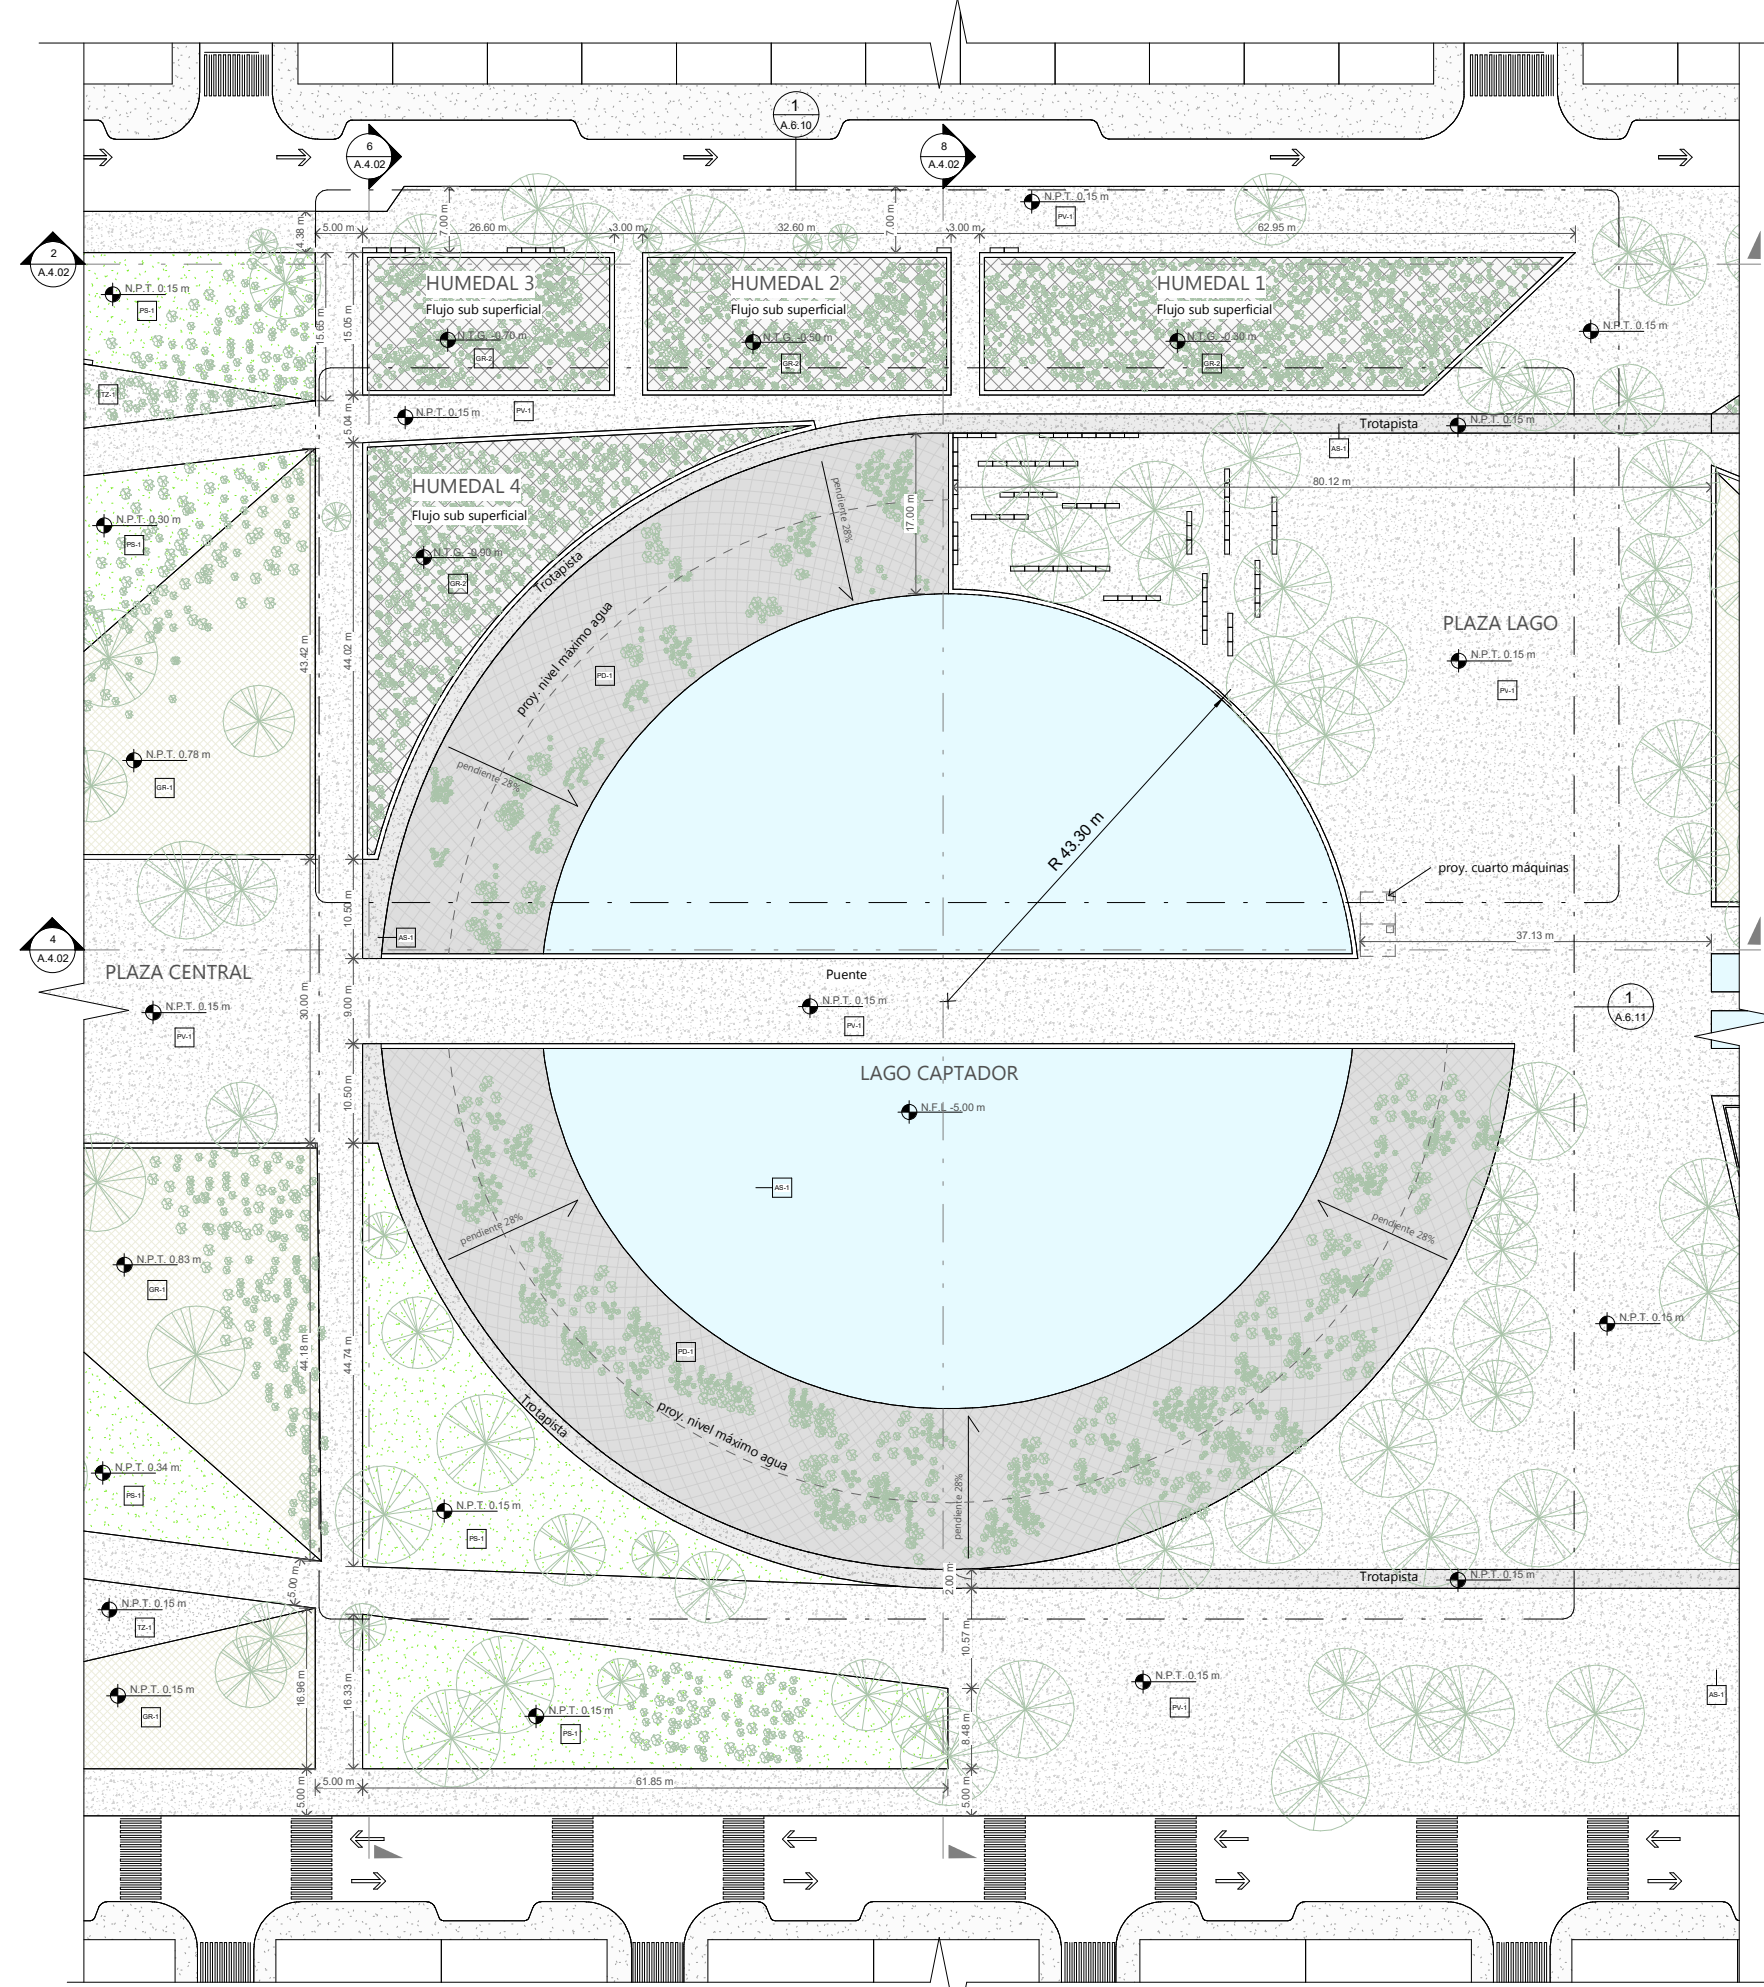 1
A.6.10
6
A.4.02
8
A.4.02
N.P.T. 0.15 m
PV-1
4.38 m
5.00 m
7.00 m
26.60 m
3.00 m
32.60 m
7.00 m
3.00 m
62.95 m
2
A.4.02
N.P.T. 0.15 m
PS-1
15.65 m
15.05 m
HUMEDAL 3
Flujo sub superficial
N.T.G. -0.70 m
GR-2
HUMEDAL 2
Flujo sub superficial
N.T.G. -0.50 m
GR-2
HUMEDAL 1
Flujo sub superficial
N.T.G. -0.30 m
GR-2
N.P.T. 0.15 m
TZ-1
N.P.T. 0.15 m
PV-1
5.04 m
Trotapista
N.P.T. 0.15 m
AS-1
HUMEDAL 4
Flujo sub superficial
N.T.G. -0.90 m
GR-2
pendiente 28%
17.00 m
80.12 m
N.P.T. 0.30 m
PS-1
Trotapista
43.42 m
44.02 m
proy. nivel máximo agua
PD-1
PLAZA LAGO
N.P.T. 0.15 m
PV-1
N.P.T. 0.78 m
GR-1
pendiente 28%
R 43.30 m
proy. cuarto máquinas
10.50 m
AS-1
37.13 m
4
A.4.02
PLAZA CENTRAL
N.P.T. 0.15 m
PV-1
30.00 m
9.00 m
Puente
N.P.T. 0.15 m
PV-1
1
A.6.11
LAGO CAPTADOR
N.F.L -5.00 m
10.50 m
AS-1
pendiente 28%
pendiente 28%
N.P.T. 0.83 m
GR-1
44.18 m
44.74 m
PD-1
N.P.T. 0.15 m
Trotapista
proy. nivel máximo agua
N.P.T. 0.34 m
PS-1
N.P.T. 0.15 m
PS-1
pendiente 28%
5.00 m
2.00 m
Trotapista
N.P.T. 0.15 m
N.P.T. 0.15 m
TZ-1
10.57 m
16.96 m
16.33 m
N.P.T. 0.15 m
GR-1
N.P.T. 0.15 m
PS-1
N.P.T. 0.15 m
PV-1
AS-1
8.48 m
5.00 m
5.00 m
61.85 m
5.00 m